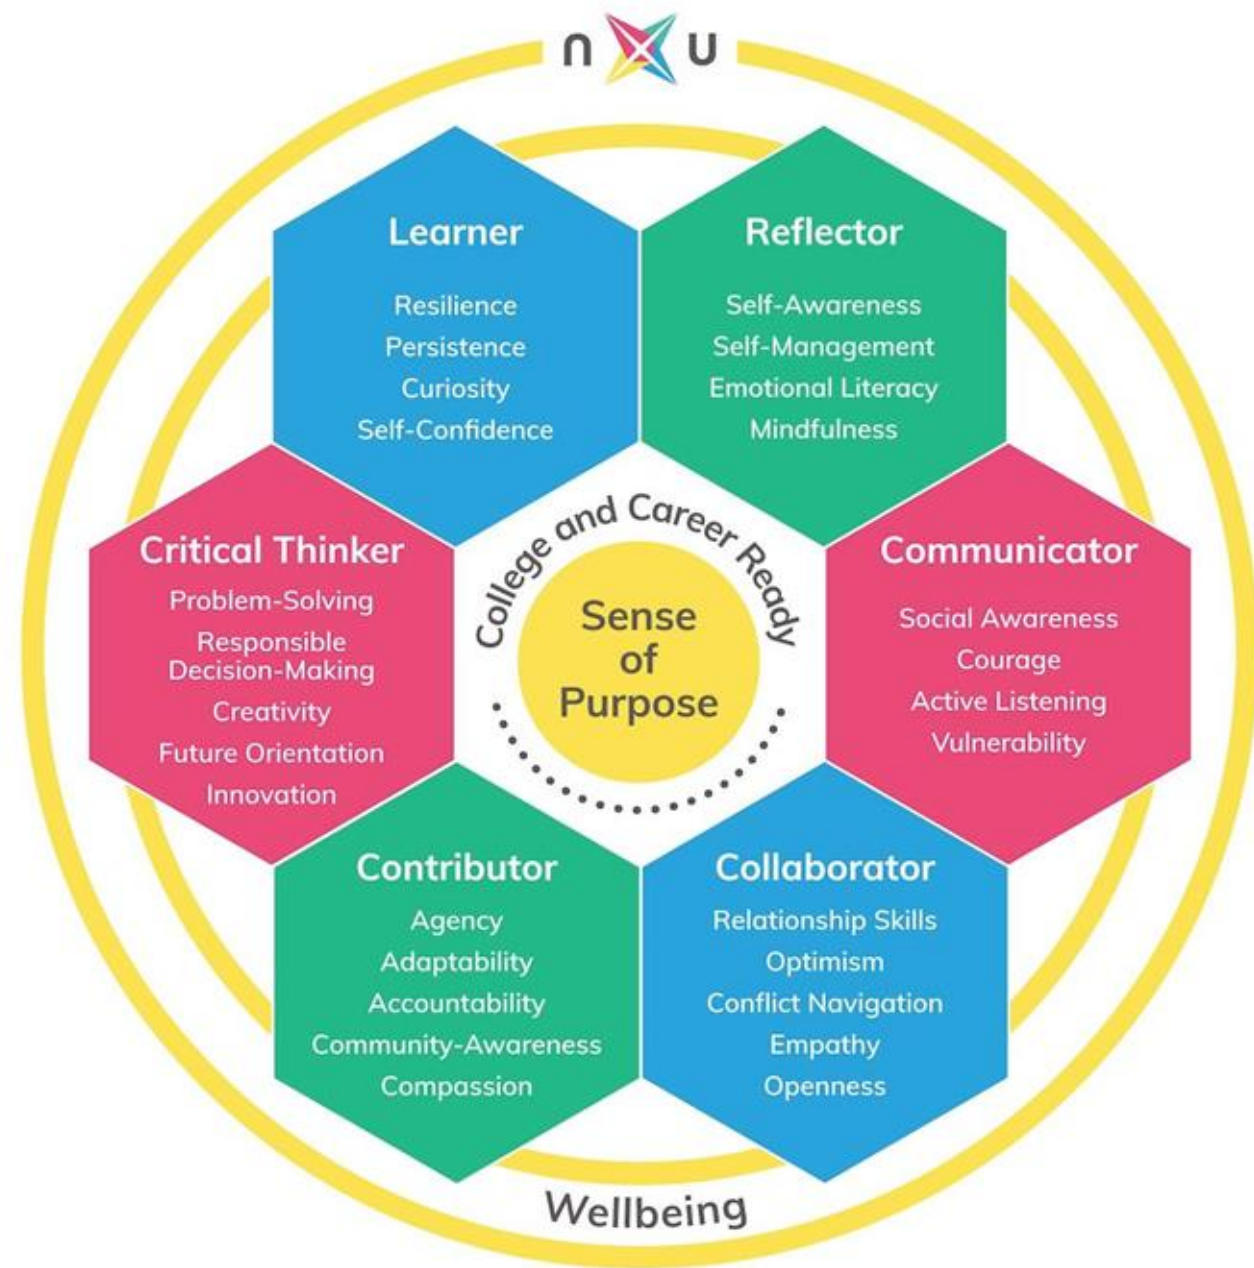 n x u
Learner
Resilience
Persistence
Curiosity
Self-Confidence
Reflector
Self-Awareness
Self-Management
Emotional Literacy
Mindfulness
Critical Thinker
Problem-Solving
Responsible
Decision-Making
Creativity
Future Orientation
Innovation
College and Career Ready
Sense
of
Purpose
Communicator
Social Awareness
Courage
Active Listening
Vulnerability
Contributor
Agency
Adaptability
Accountability
Community-Awareness
Compassion
Collaborator
Relationship Skills
Optimism
Conflict Navigation
Empathy
Openness
Wellbeing